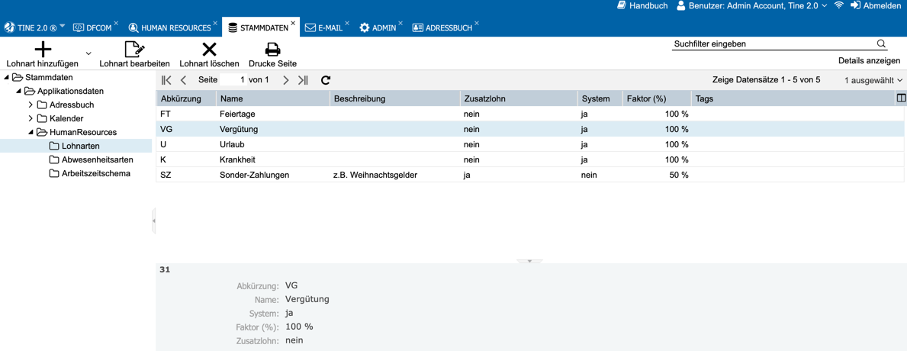 Handbuch Benutzer: Admin Account, Tine 2.0 Abmelden
TINE 2.0 ® DFCOM HUMAN RESOURCES STAMMDATEN E-MAIL ADMIN ADRESSBUCH
Lohnart hinzufügen Lohnart bearbeiten Lohnart löschen Drucke Seite
Suchfilter eingeben
Details anzeigen
Stammdaten
Applikationsdaten
Adressbuch
Kalender
HumanResources
Lohnarten
Abwesenheitsarten
Arbeitszeitschema
Seite 1 von 1 Zeige Datensätze 1 - 5 von 5 1 ausgewählt
Abkürzung Name Beschreibung Zusatzlohn System Faktor (%) Tags
FT Feiertage nein ja 100 %
VG Vergütung nein ja 100 %
U Urlaub nein ja 100 %
K Krankheit nein ja 100 %
SZ Sonder-Zahlungen z.B. Weihnachtsgelder ja nein 50 %
31
Abkürzung: VG
Name: Vergütung
System: ja
Faktor (%): 100 %
Zusatzlohn: nein